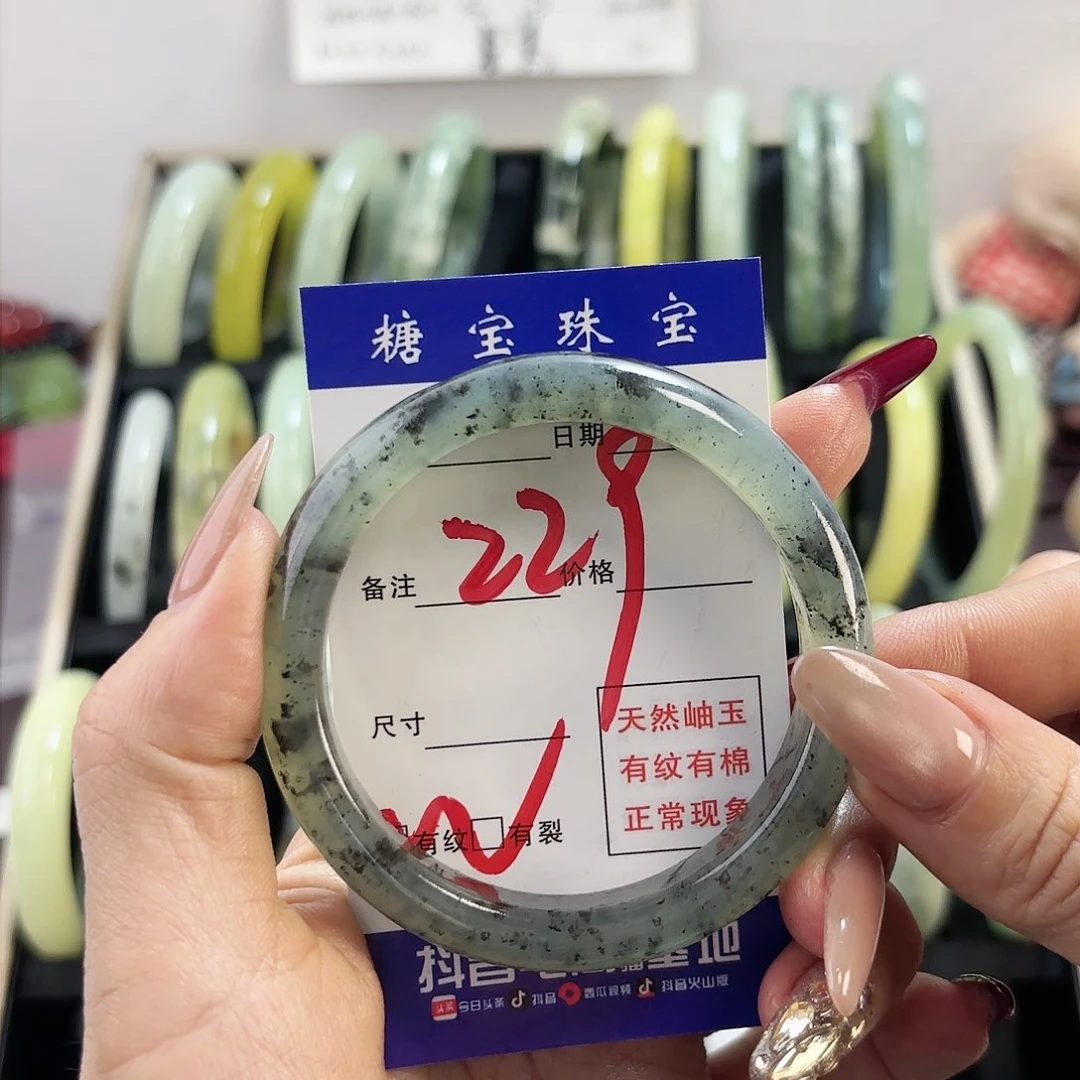 糖宝珠宝
日期
229
备注 价格
尺寸
天然岫玉
有纹有棉
正常现象
有纹 有裂
今日头条 抖音 西瓜视频 抖音火山版